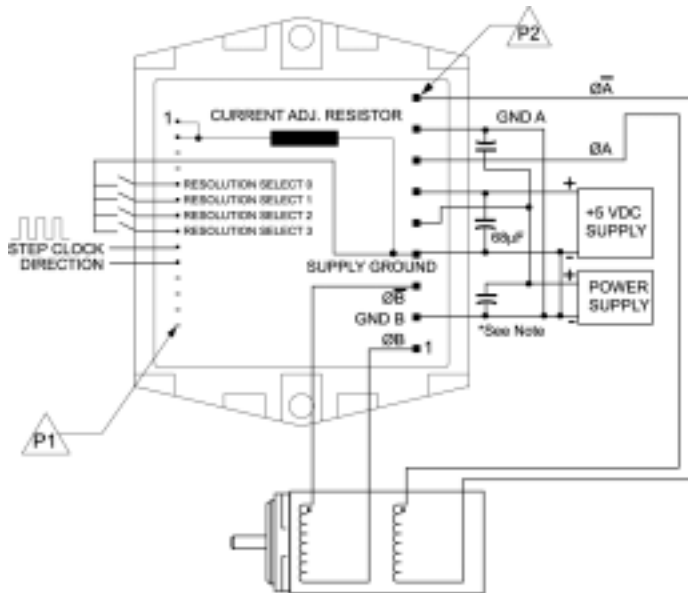 P2
ØA̅
1
CURRENT ADJ. RESISTOR
GND A
ØA
RESOLUTION SELECT 0
RESOLUTION SELECT 1
RESOLUTION SELECT 2
RESOLUTION SELECT 3
+
+5 VDC
SUPPLY
-
68µF
STEP CLOCK
DIRECTION
SUPPLY GROUND
+
POWER
SUPPLY
-
ØB̅
GND B
*See Note
ØB
1
P1